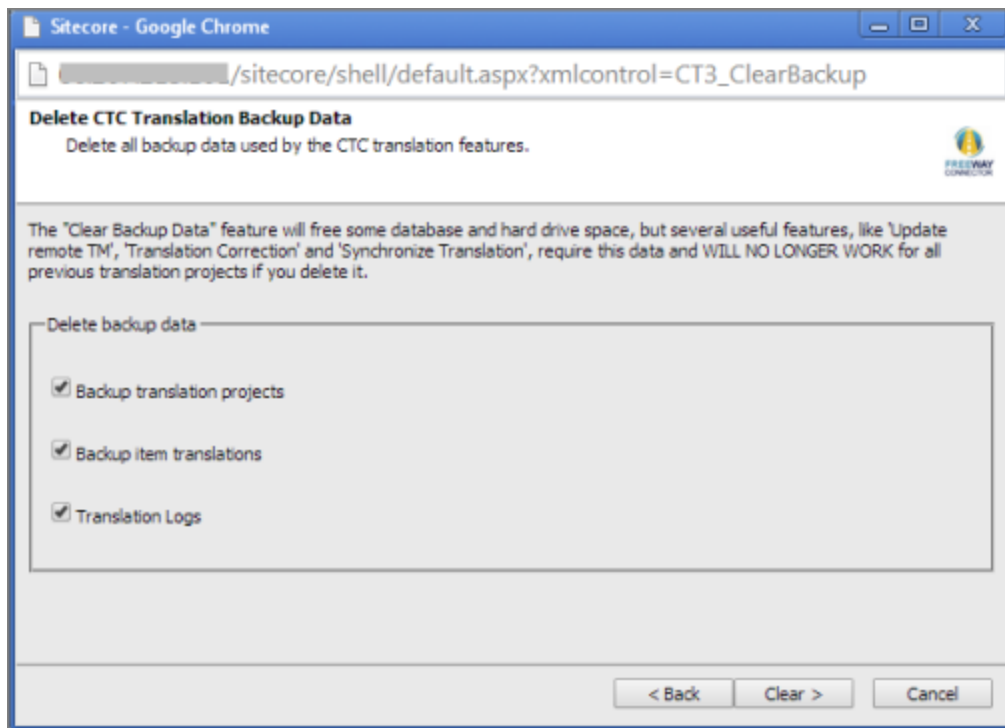 Sitecore - Google Chrome
/sitecore/shell/default.aspx?xmlcontrol=CT3_ClearBackup
Delete CTC Translation Backup Data
Delete all backup data used by the CTC translation features.
FREEWAY
CONNECTOR
The "Clear Backup Data" feature will free some database and hard drive space, but several useful features, like 'Update
remote TM', 'Translation Correction' and 'Synchronize Translation', require this data and WILL NO LONGER WORK for all
previous translation projects if you delete it.
Delete backup data
Backup translation projects
Backup item translations
Translation Logs
< Back
Clear >
Cancel